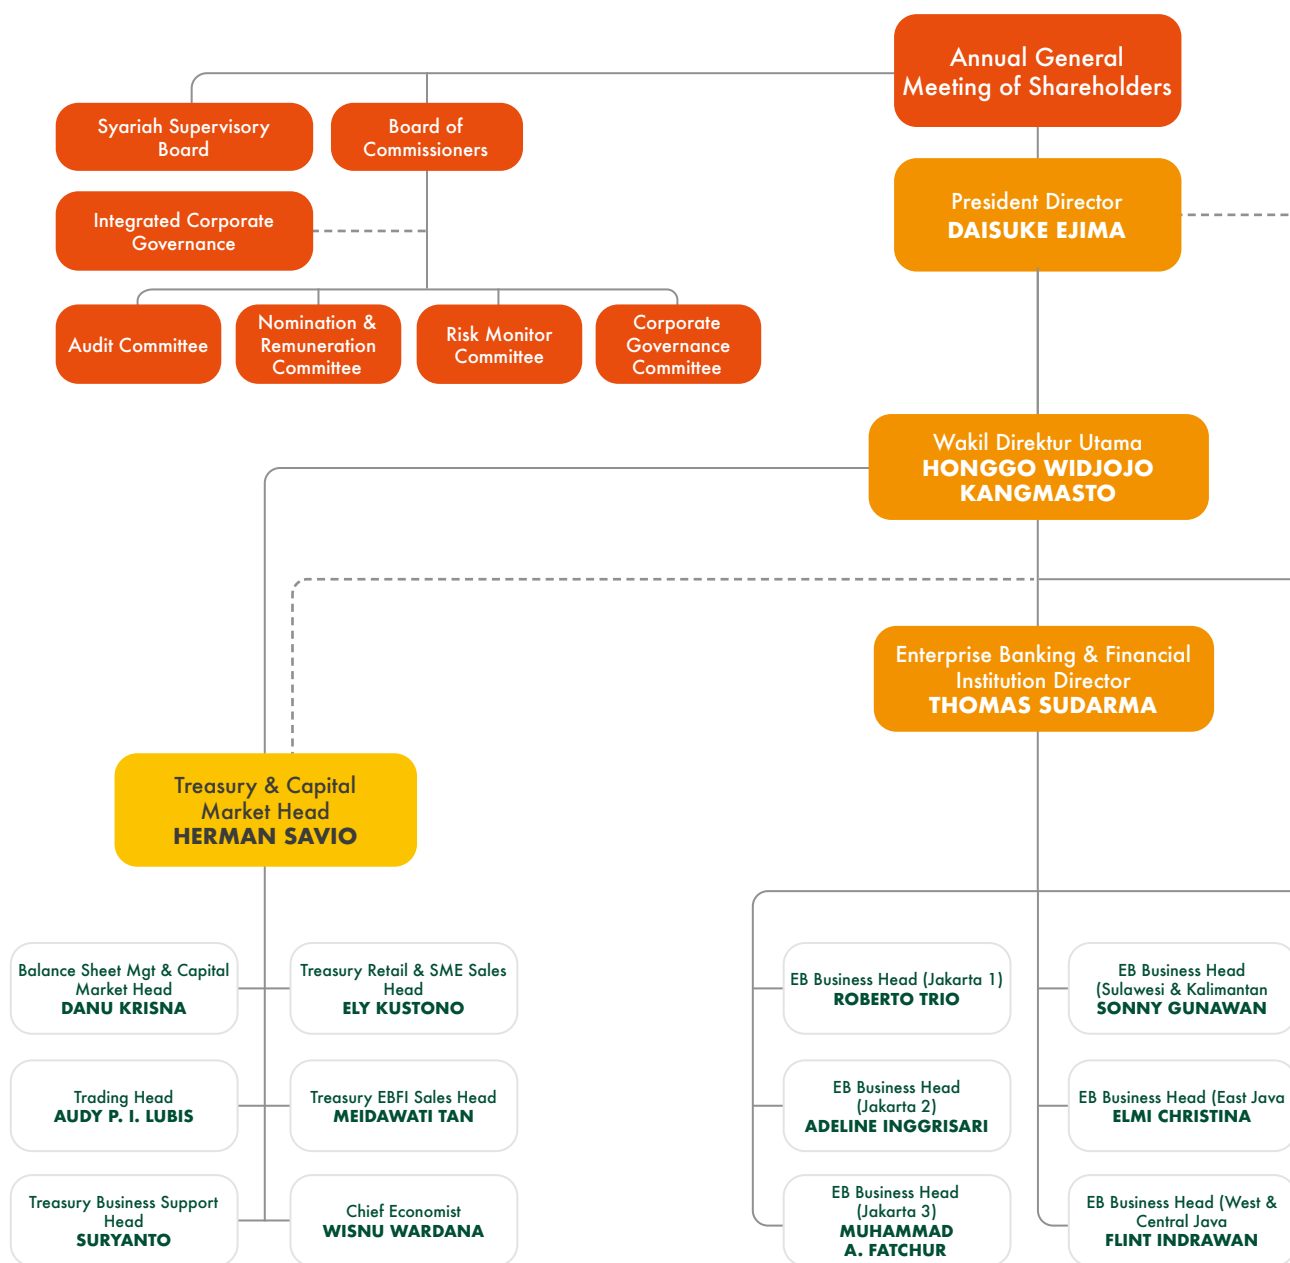 Annual General
Meeting of Shareholders
Syariah Supervisory
Board
Board of
Commissioners
President Director
DAISUKE EJIMA
Integrated Corporate
Governance
Audit Committee
Nomination &
Remuneration
Committee
Risk Monitor
Committee
Corporate
Governance
Committee
Wakil Direktur Utama
HONGGO WIDJOJO
KANGMASTO
Enterprise Banking & Financial
Institution Director
THOMAS SUDARMA
Treasury & Capital
Market Head
HERMAN SAVIO
Balance Sheet Mgt & Capital
Market Head
DANU KRISNA
Treasury Retail & SME Sales
Head
ELY KUSTONO
EB Business Head (Jakarta 1)
ROBERTO TRIO
EB Business Head
(Sulawesi & Kalimantan
SONNY GUNAWAN
Trading Head
AUDY P. I. LUBIS
Treasury EBFI Sales Head
MEIDAWATI TAN
EB Business Head
(Jakarta 2)
ADELINE INGGRISARI
EB Business Head (East Java
ELMI CHRISTINA
Treasury Business Support
Head
SURYANTO
Chief Economist
WISNU WARDANA
EB Business Head
(Jakarta 3)
MUHAMMAD
A. FATCHUR
EB Business Head (West &
Central Java
FLINT INDRAWAN